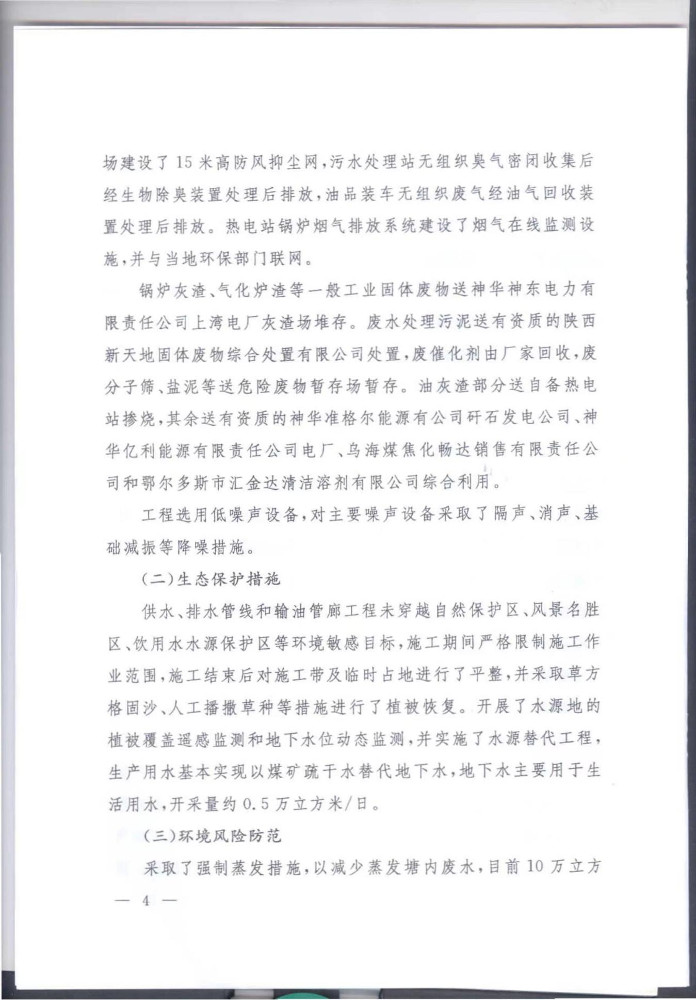 场建设了 15 米高防风抑尘网,污水处理站无组织臭气密闭收集后
经生物除臭装置处理后排放,油品装车无组织废气经油气回收装
置处理后排放。热电站锅炉烟气排放系统建设了烟气在线监测设
施,并与当地环保部门联网。
锅炉灰渣、气化炉渣等一般工业固体废物送神华神东电力有
限责任公司上湾电厂灰渣场堆存。废水处理污泥送有资质的陕西
新天地固体废物综合处置有限公司处置,废催化剂由厂家回收,废
分子筛、盐泥等送危险废物暂存场暂存。油灰渣部分送自备热电
站掺烧,其余送有资质的神华准格尔能源有公司矸石发电公司、神
华亿利能源有限责任公司电厂、乌海煤焦化畅达销售有限责任公
司和鄂尔多斯市汇金达清洁溶剂有限公司综合利用。
工程选用低噪声设备,对主要噪声设备采取了隔声、消声、基
础减振等降噪措施。
(二)生态保护措施
供水、排水管线和输油管廊工程未穿越自然保护区、风景名胜
区、饮用水水源保护区等环境敏感目标,施工期间严格限制施工作
业范围,施工结束后对施工带及临时占地进行了平整,并采取草方
格固沙、人工播撒草种等措施进行了植被恢复。开展了水源地的
植被覆盖遥感监测和地下水位动态监测,并实施了水源替代工程,
生产用水基本实现以煤矿疏干水替代地下水,地下水主要用于生
活用水,开采量约 0.5 万立方米/日。
(三)环境风险防范
采取了强制蒸发措施,以减少蒸发塘内废水,目前 10 万立方
— 4 —